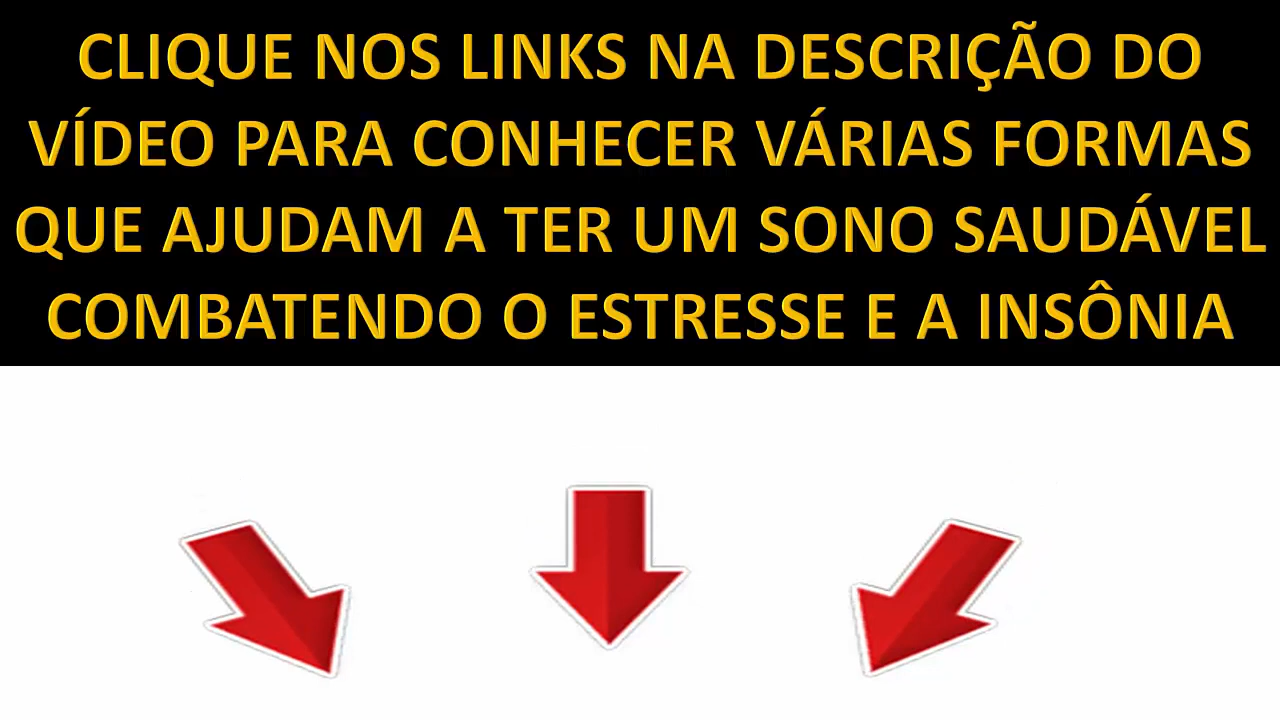 CLIQUE NOS LINKS NA DESCRIÇÃO DO
VÍDEO PARA CONHECER VÁRIAS FORMAS
QUE AJUDAM A TER UM SONO SAUDÁVEL
COMBATENDO O ESTRESSE E A INSÔNIA